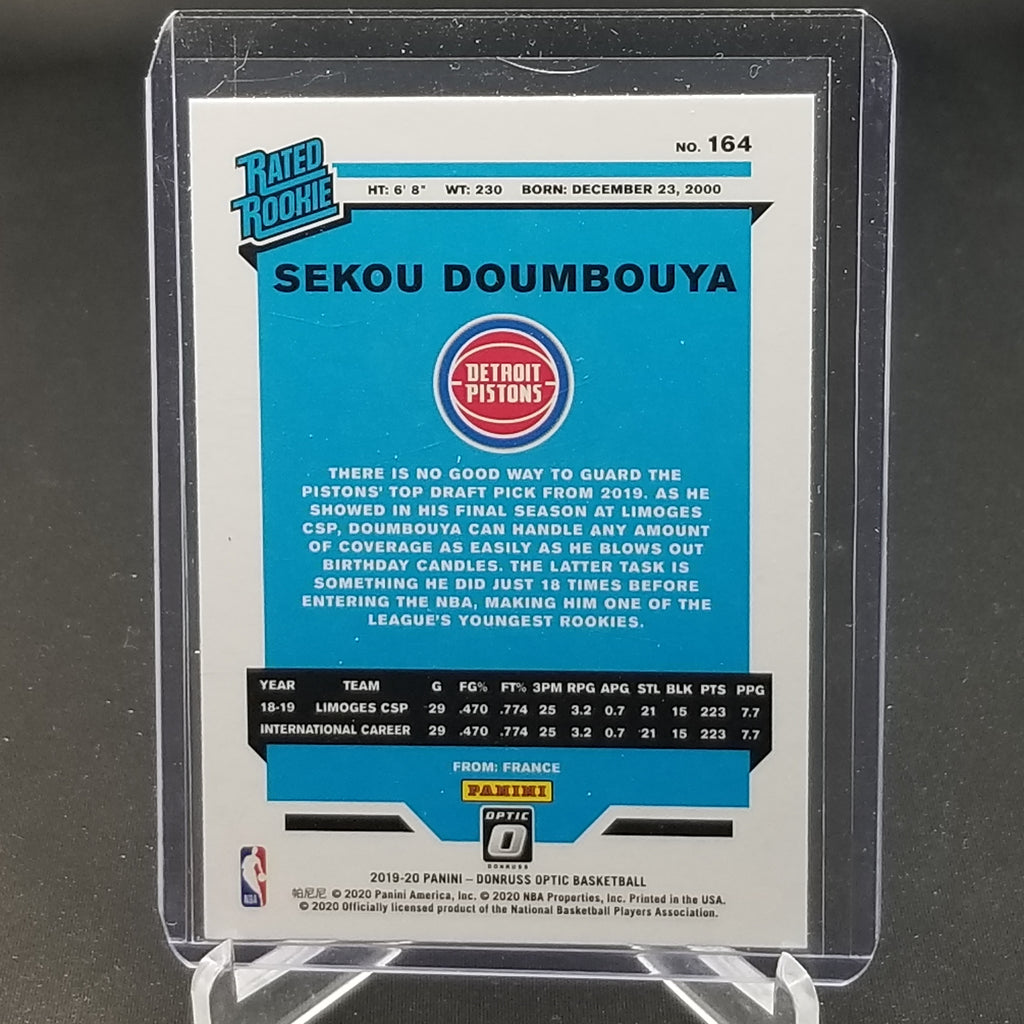 RATED
ROOKIE
NO. 164
HT: 6' 8" WT: 230 BORN: DECEMBER 23, 2000
SEKOU DOUMBOUYA
DETROIT
PISTONS
THERE IS NO GOOD WAY TO GUARD THE
PISTONS' TOP DRAFT PICK FROM 2019. AS HE
SHOWED IN HIS FINAL SEASON AT LIMOGES
CSP, DOUMBOUYA CAN HANDLE ANY AMOUNT
OF COVERAGE AS EASILY AS HE BLOWS OUT
BIRTHDAY CANDLES. THE LATTER TASK IS
SOMETHING HE DID JUST 18 TIMES BEFORE
ENTERING THE NBA, MAKING HIM ONE OF THE
LEAGUE'S YOUNGEST ROOKIES.
YEAR TEAM G FG% FT% 3PM RPG APG STL BLK PTS PPG
18-19 LIMOGES CSP 29 .470 .774 25 3.2 0.7 21 15 223 7.7
INTERNATIONAL CAREER 29 .470 .774 25 3.2 0.7 21 15 223 7.7
FROM: FRANCE
PANINI
OPTIC
O
DONRUSS
NBA
2019-20 PANINI – DONRUSS OPTIC BASKETBALL
帕尼尼 © 2020 Panini America, Inc. © 2020 NBA Properties, Inc. Printed in the USA.
© 2020 Officially licensed product of the National Basketball Players Association.